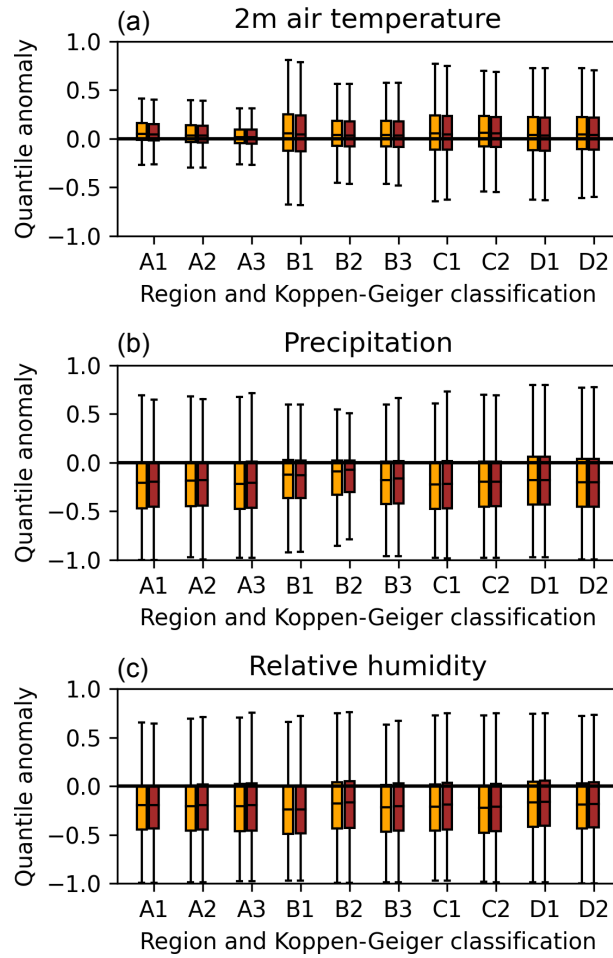 (a) 2m air temperature
1.0
0.5
0.0
−0.5
−1.0
Quantile anomaly
A1 A2 A3 B1 B2 B3 C1 C2 D1 D2
Region and Koppen-Geiger classification
(b) Precipitation
1.0
0.5
0.0
−0.5
−1.0
Quantile anomaly
A1 A2 A3 B1 B2 B3 C1 C2 D1 D2
Region and Koppen-Geiger classification
(c) Relative humidity
1.0
0.5
0.0
−0.5
−1.0
Quantile anomaly
A1 A2 A3 B1 B2 B3 C1 C2 D1 D2
Region and Koppen-Geiger classification